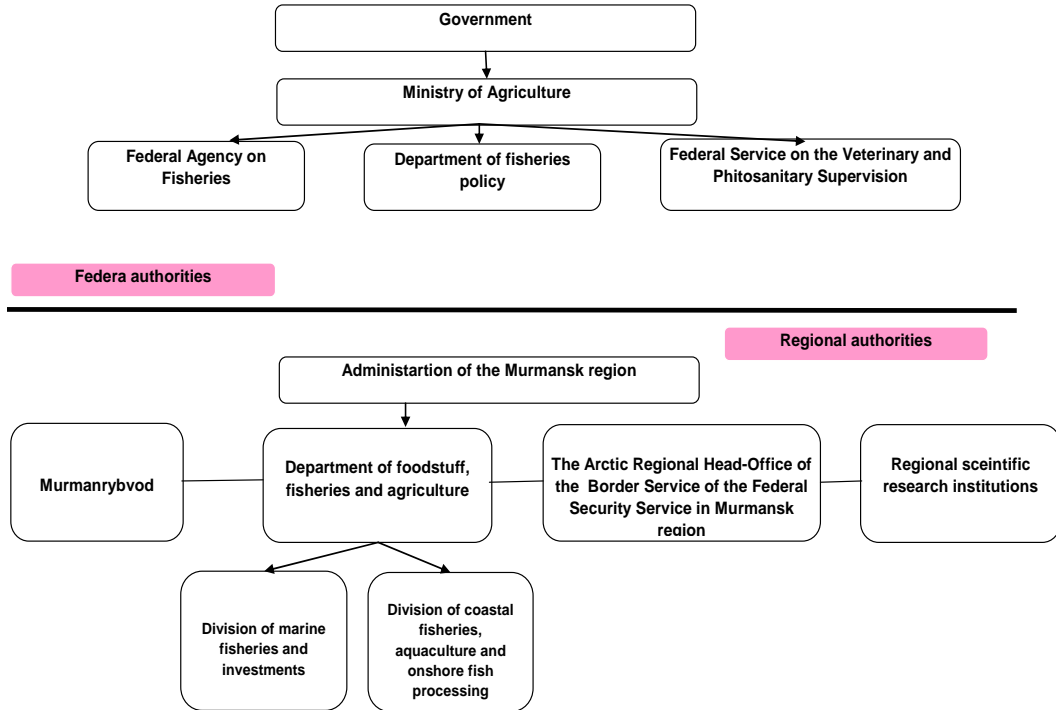 Government
Ministry of Agriculture
Federal Agency on
Fisheries
Department of fisheries
policy
Federal Service on the Veterinary and
Phitosanitary Supervision
Federa authorities
Regional authorities
Administartion of the Murmansk region
Murmanrybvod
Department of foodstuff,
fisheries and agriculture
The Arctic Regional Head-Office of
the Border Service of the Federal
Security Service in Murmansk
region
Regional sceintific
research institutions
Division of marine
fisheries and
investments
Division of coastal
fisheries,
aquaculture and
onshore fish
processing